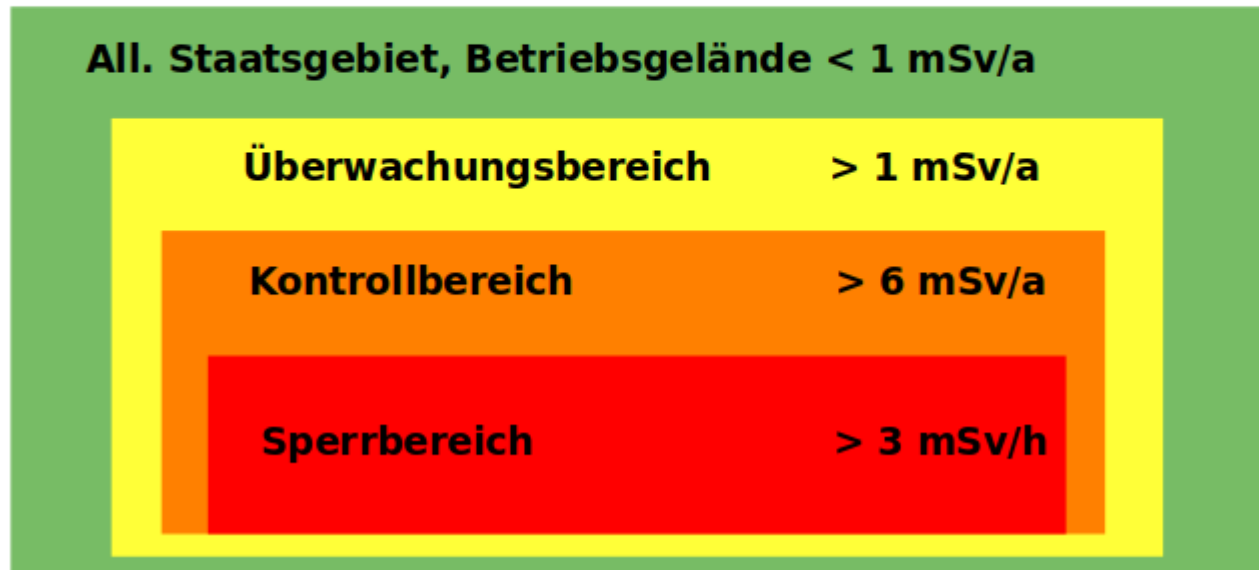 All. Staatsgebiet, Betriebsgelände < 1 mSv/a
Überwachungsbereich > 1 mSv/a
Kontrollbereich > 6 mSv/a
Sperrbereich > 3 mSv/h